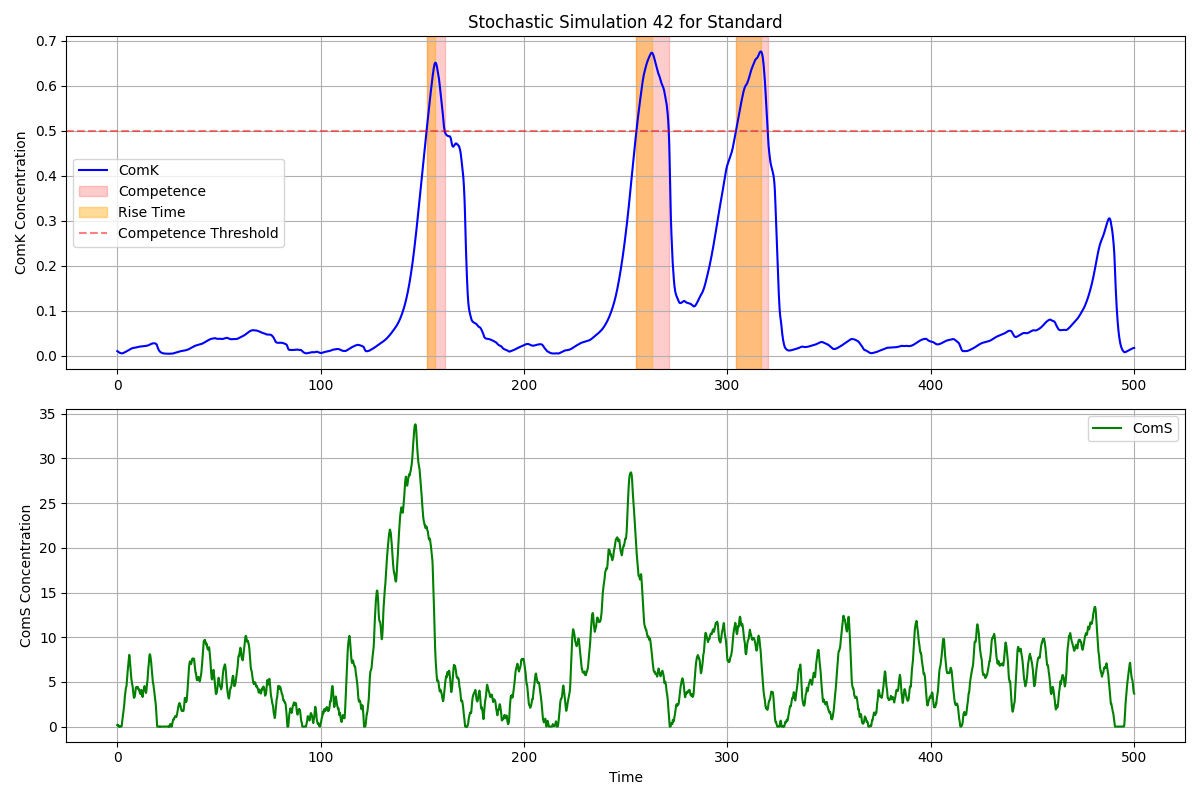 Stochastic Simulation 42 for Standard
ComK Concentration
0.7
0.6
0.5
0.4
0.3
0.2
0.1
0.0
ComK
Competence
Rise Time
Competence Threshold
0 100 200 300 400 500
ComS Concentration
35
30
25
20
15
10
5
0
ComS
0 100 200 300 400 500
Time